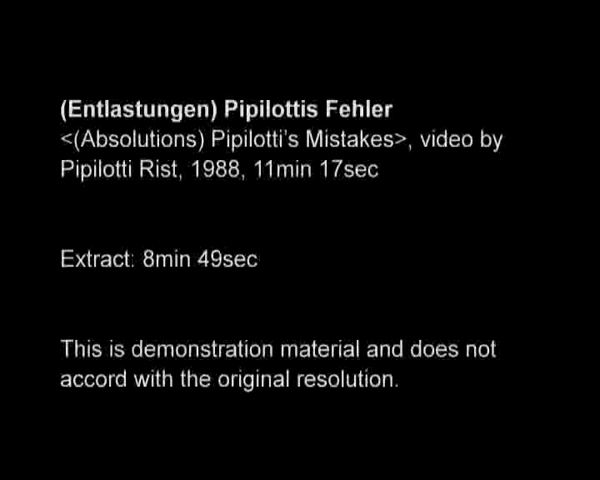 (Entlastungen) Pipilottis Fehler
<(Absolutions) Pipilotti's Mistakes>, video by
Pipilotti Rist, 1988, 11min 17sec
Extract: 8min 49sec
This is demonstration material and does not
accord with the original resolution.